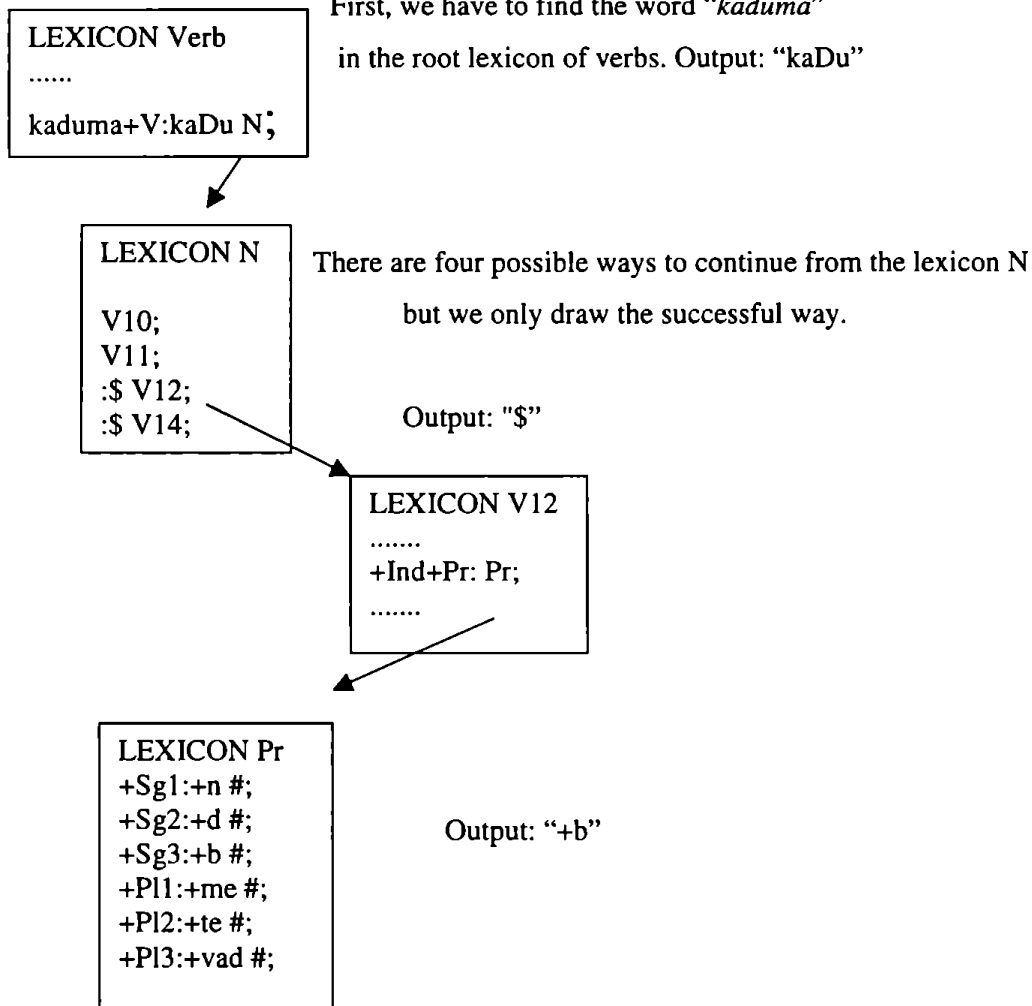 First, we have to find the word “kaduma”
LEXICON Verb
......
in the root lexicon of verbs. Output: “kaDu”
kaduma+V:kaDu N;
LEXICON N
There are four possible ways to continue from the lexicon N
but we only draw the successful way.
V10;
V11;
:$ V12;
:$ V14;
Output: "$”
LEXICON V12
.......
+Ind+Pr: Pr;
.......
LEXICON Pr
+Sg1:+n #;
+Sg2:+d #;
+Sg3:+b #;
+Pl1:+me #;
+Pl2:+te #;
+Pl3:+vad #;
Output: “+b”